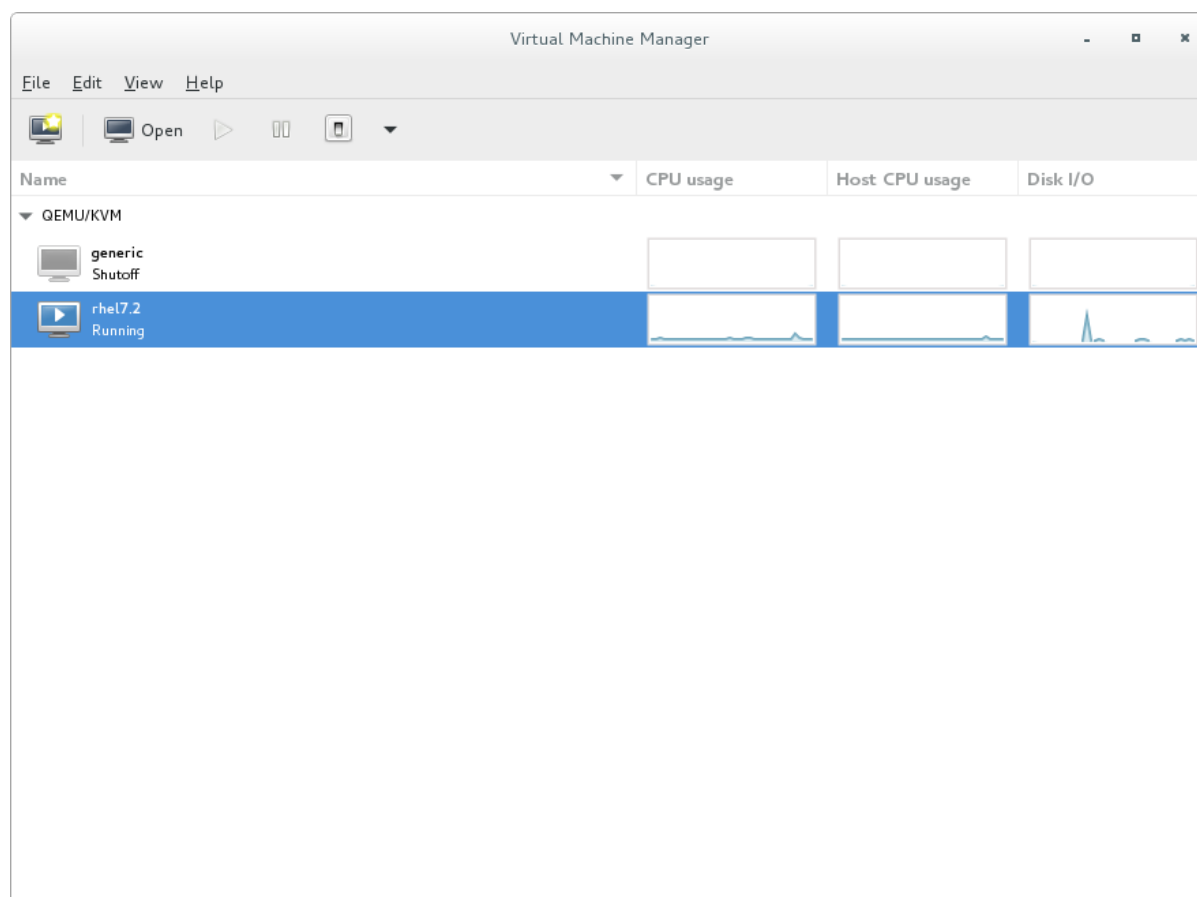 Virtual Machine Manager
File Edit View Help
Open
Name CPU usage Host CPU usage Disk I/O
QEMU/KVM
generic
Shutoff
rhel7.2
Running